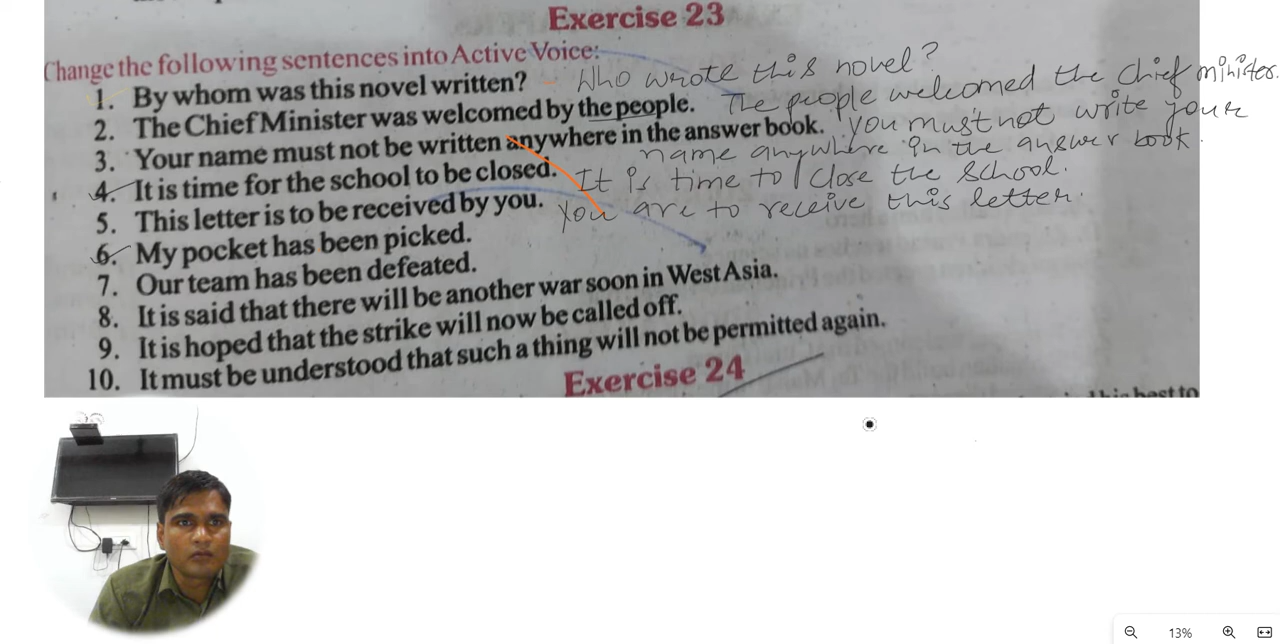 Exercise 23
Change the following sentences into Active Voice:
1. By whom was this novel written? - Who wrote this novel?
2. The Chief Minister was welcomed by the people. The people welcomed the Chief minister.
3. Your name must not be written anywhere in the answer book. You must not write your
name anywhere in the answer book.
4. It is time for the school to be closed. It is time to close the school.
5. This letter is to be received by you. You are to receive this letter.
6. My pocket has been picked.
7. Our team has been defeated.
8. It is said that there will be another war soon in West Asia.
9. It is hoped that the strike will now be called off.
10. It must be understood that such a thing will not be permitted again.
Exercise 24
his best to
13%